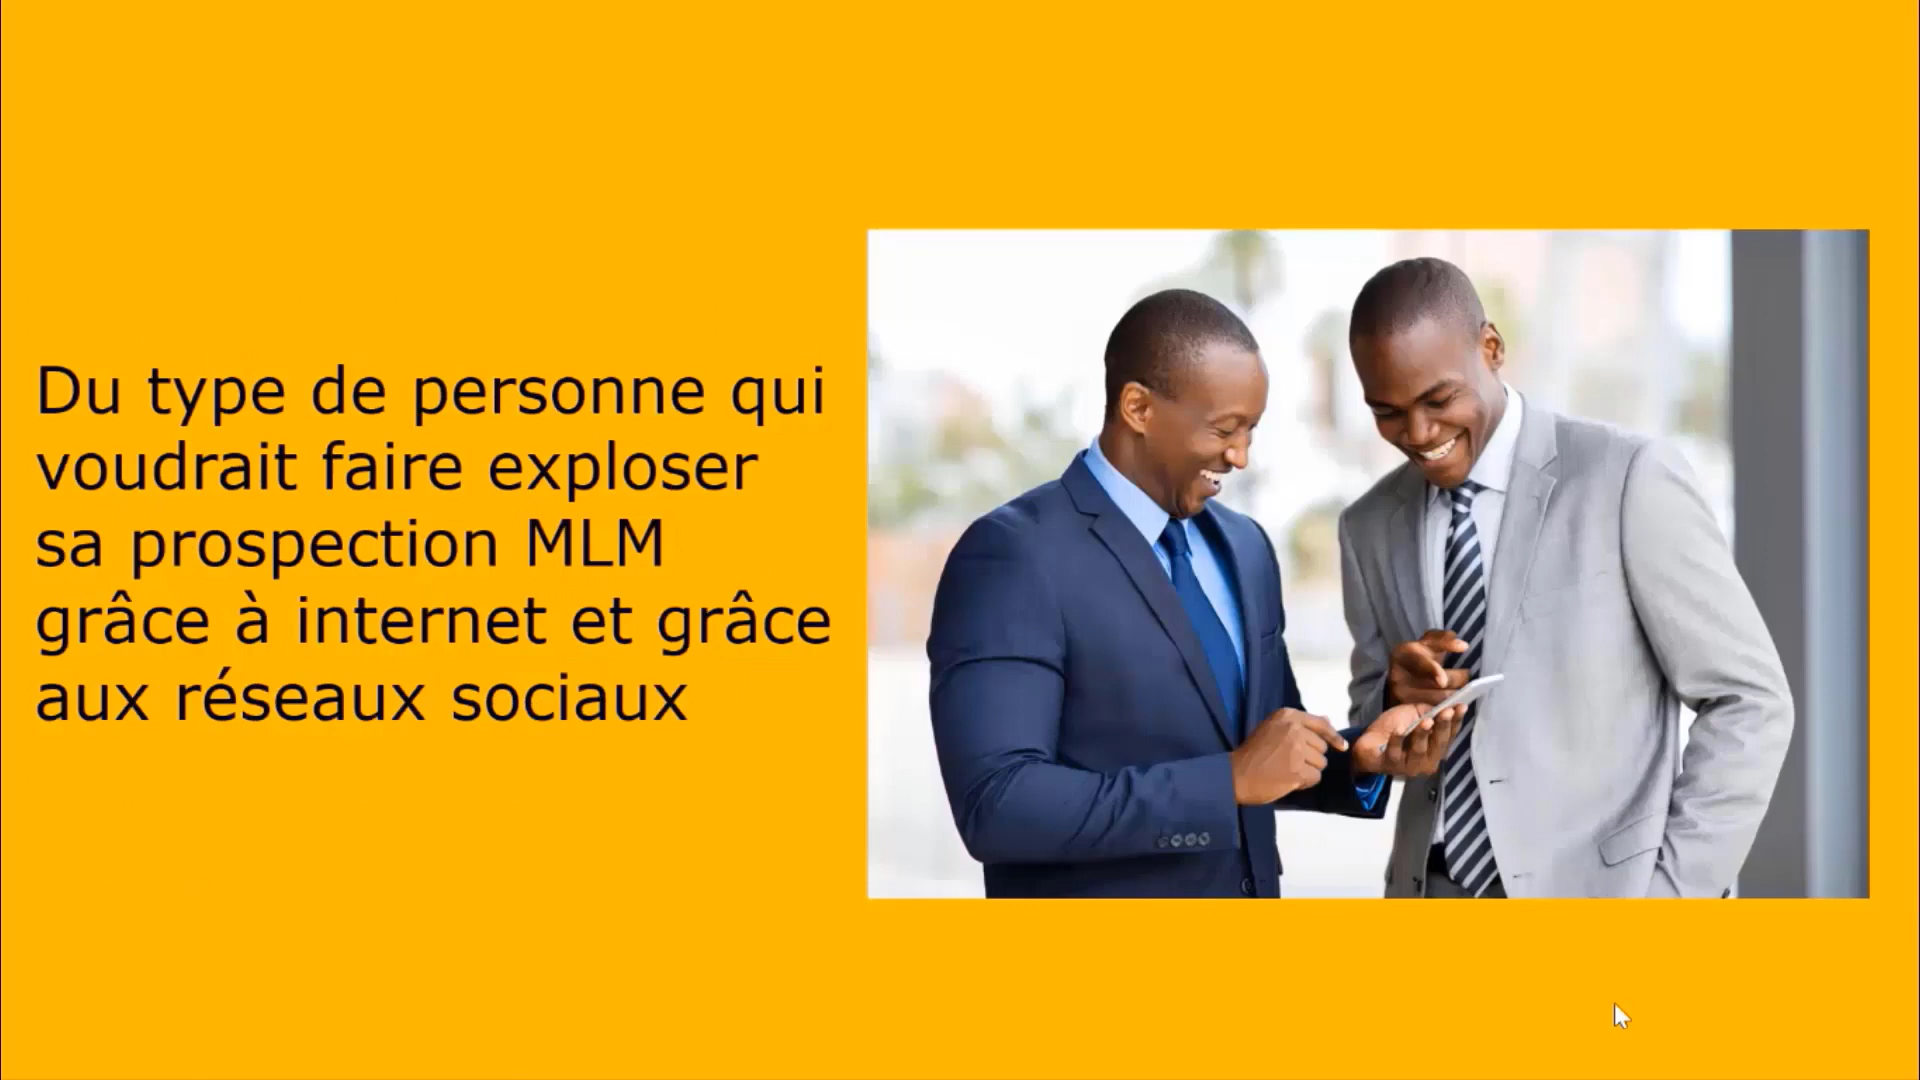 Du type de personne qui
voudrait faire exploser
sa prospection MLM
grâce à internet et grâce
aux réseaux sociaux